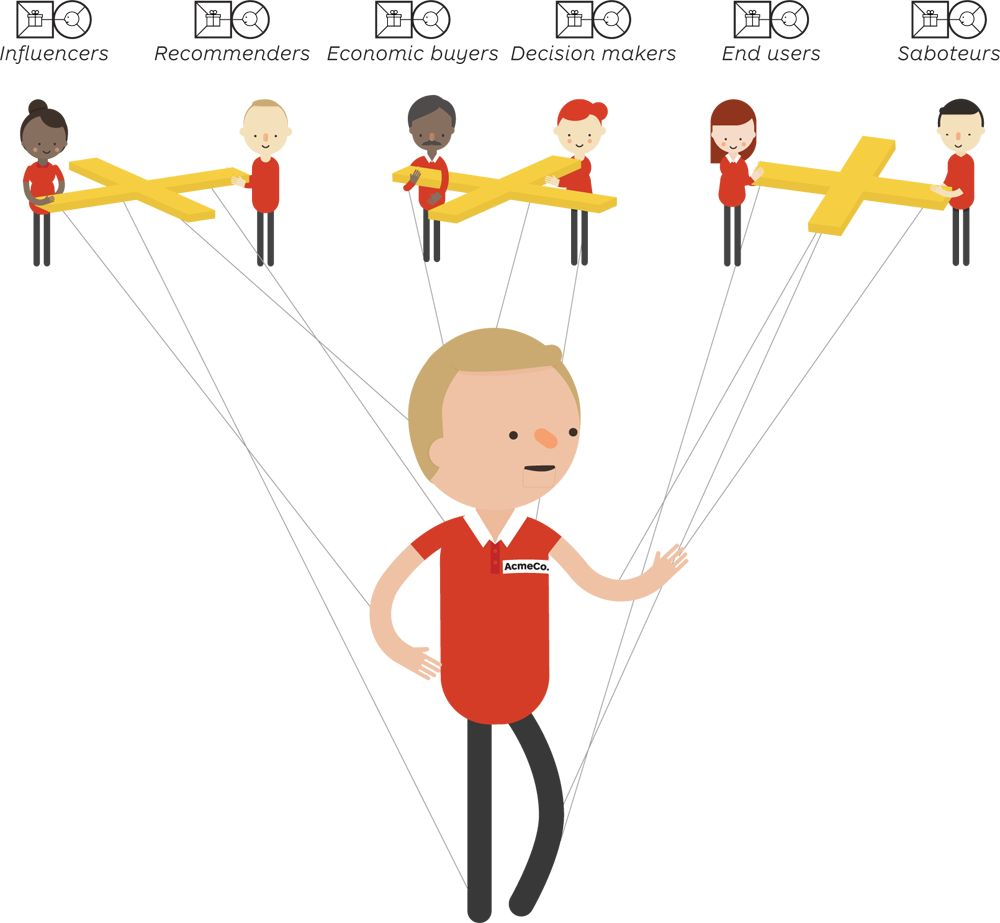 Influencers
Recommenders
Economic buyers
Decision makers
End users
Saboteurs
AcmeCo.